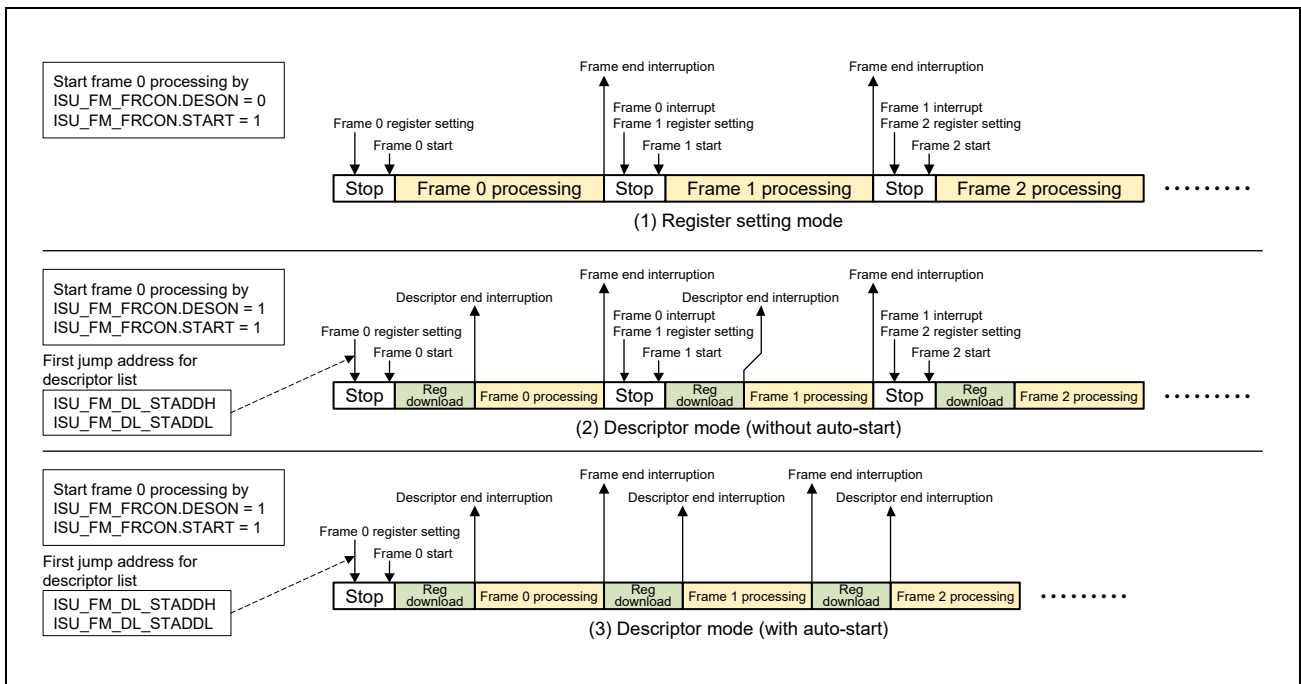 Start frame 0 processing by
ISU_FM_FRCON.DESON = 0
ISU_FM_FRCON.START = 1
Frame end interruption
Frame end interruption
Frame 0 register setting
Frame 0 start
Frame 0 interrupt
Frame 1 register setting
Frame 1 start
Frame 1 interrupt
Frame 2 register setting
Frame 2 start
Stop
Frame 0 processing
Stop
Frame 1 processing
Stop
Frame 2 processing
(1) Register setting mode
Start frame 0 processing by
ISU_FM_FRCON.DESON = 1
ISU_FM_FRCON.START = 1
First jump address for
descriptor list
ISU_FM_DL_STADDH
ISU_FM_DL_STADDL
Frame end interruption
Frame end interruption
Descriptor end interruption
Descriptor end interruption
Frame 0 register setting
Frame 0 start
Frame 0 interrupt
Frame 1 register setting
Frame 1 start
Frame 1 interrupt
Frame 2 register setting
Frame 2 start
Stop
Reg
download
Frame 0 processing
Stop
Reg
download
Frame 1 processing
Stop
Reg
download
Frame 2 processing
(2) Descriptor mode (without auto-start)
Start frame 0 processing by
ISU_FM_FRCON.DESON = 1
ISU_FM_FRCON.START = 1
First jump address for
descriptor list
ISU_FM_DL_STADDH
ISU_FM_DL_STADDL
Frame end interruption
Frame end interruption
Descriptor end interruption
Descriptor end interruption
Descriptor end interruption
Frame 0 register setting
Frame 0 start
Stop
Reg
download
Frame 0 processing
Reg
download
Frame 1 processing
Reg
download
Frame 2 processing
(3) Descriptor mode (with auto-start)